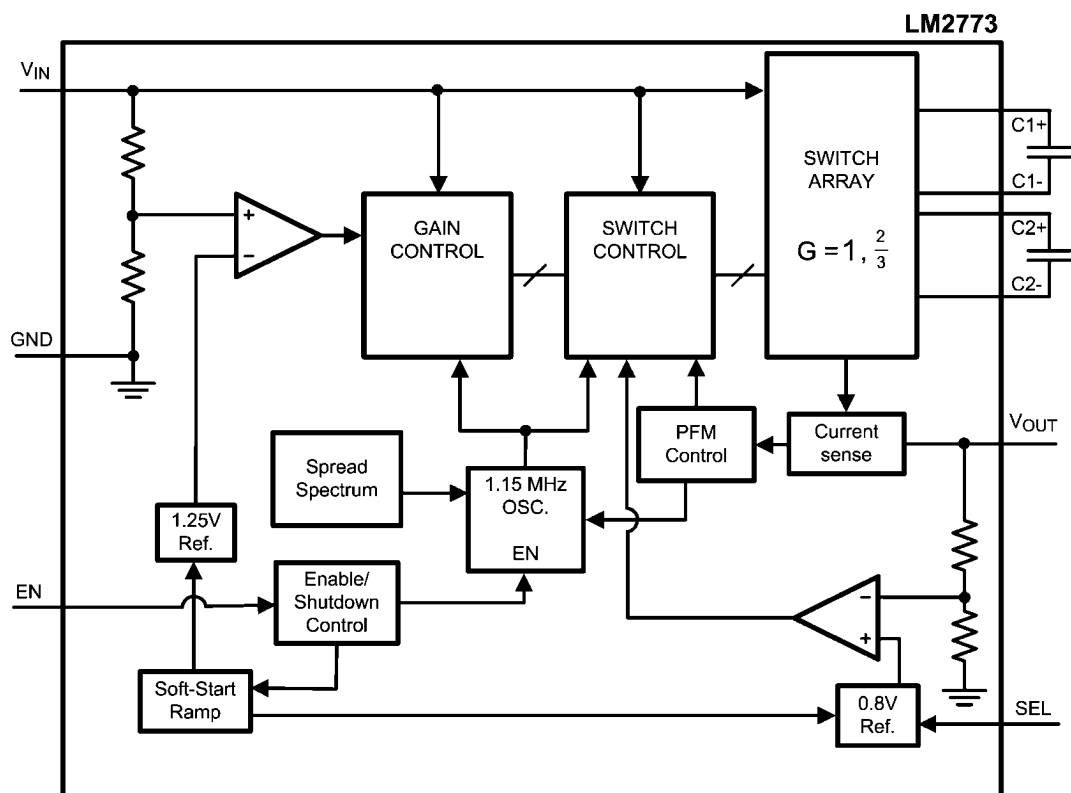 LM2773
VIN
C1+
C1-
C2+
C2-
SWITCH
ARRAY
G = 1, 2/3
GAIN
CONTROL
SWITCH
CONTROL
+
−
GND
VOUT
PFM
Control
Current
sense
Spread
Spectrum
1.15 MHz
OSC.
EN
1.25V
Ref.
EN
Enable/
Shutdown
Control
−
+
Soft-Start
Ramp
0.8V
Ref.
SEL